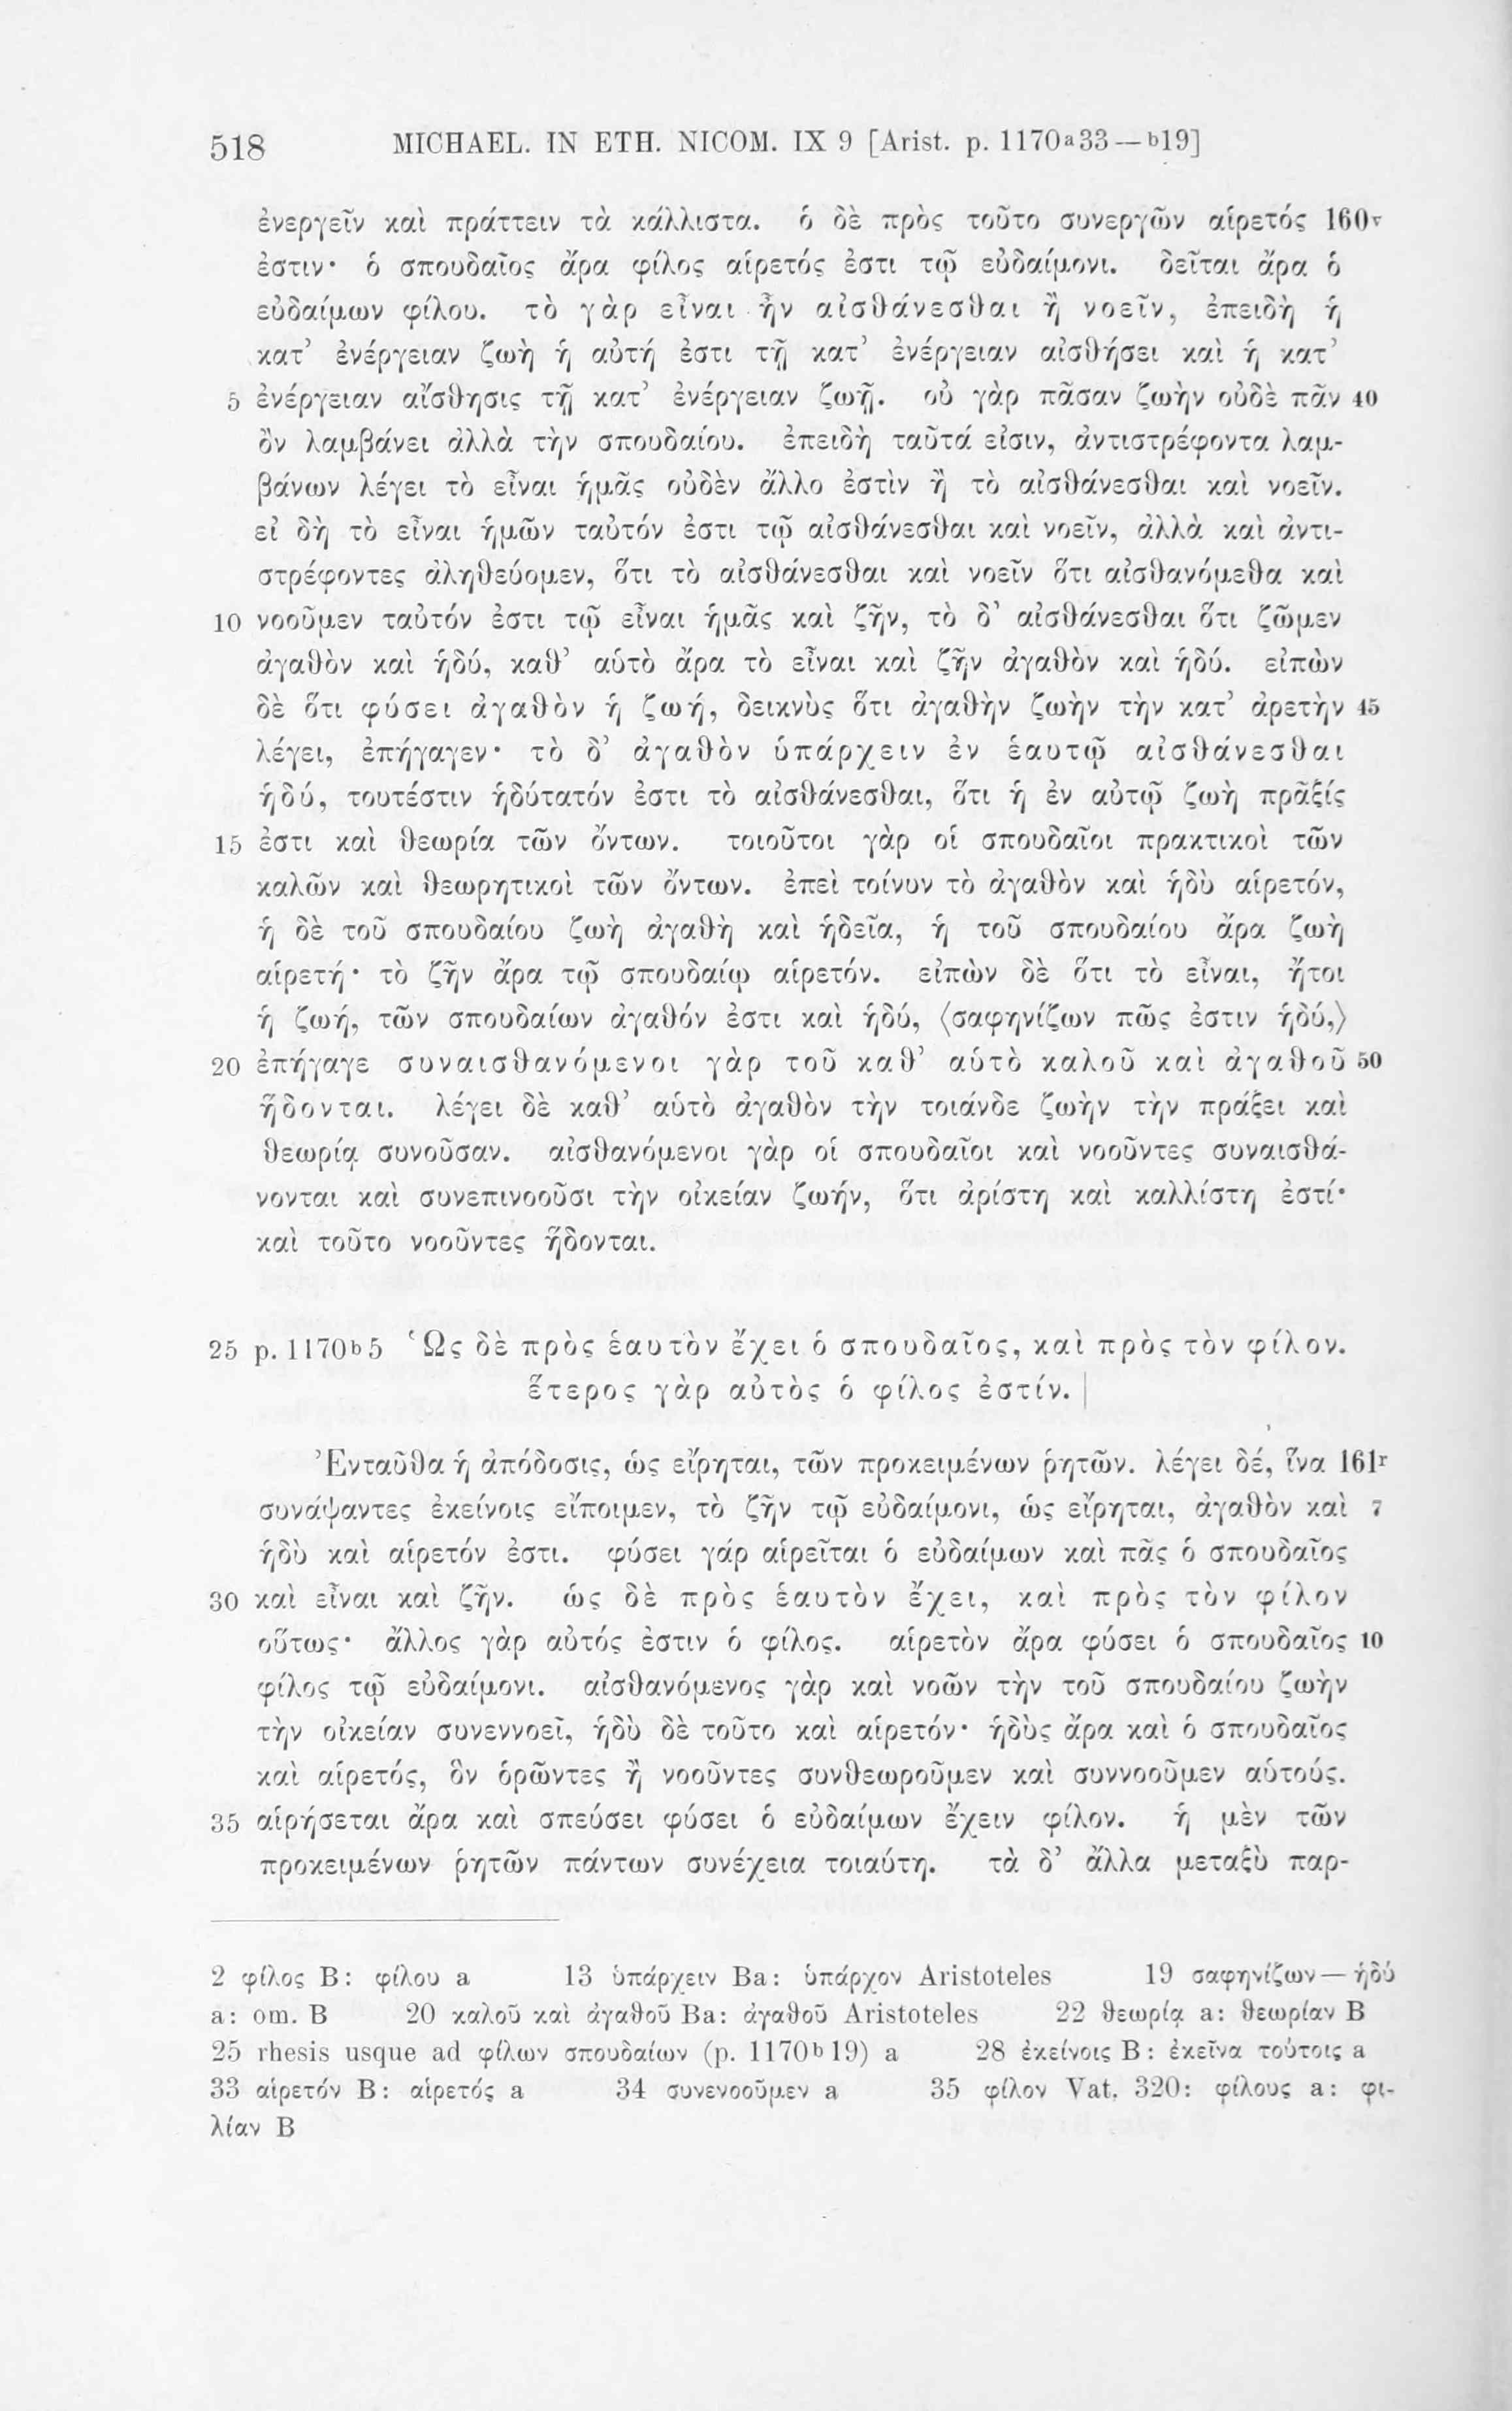 518 MICHAEL. IN ETH. NICOM. IX 9 [Arist. p. 1170ᵃ33—ᵇ19]
ἐνεργεῖν καὶ πράττειν τὰ κάλλιστα. ὁ δὲ πρὸς τοῦτο συνεργῶν αἱρετός 160ᵛ
ἐστιν· ὁ σπουδαῖος ἄρα φίλος αἱρετός ἐστι τῷ εὐδαίμονι. δεῖται ἄρα ὁ
εὐδαίμων φίλου. τὸ γὰρ εἶναι ἦν αἰσθάνεσθαι ἢ νοεῖν, ἐπειδὴ ἡ
κατ’ ἐνέργειαν ζωὴ ἡ αὐτή ἐστι τῇ κατ’ ἐνέργειαν αἰσθήσει καὶ ἡ κατ’
5 ἐνέργειαν αἴσθησις τῇ κατ’ ἐνέργειαν ζωῇ. οὐ γὰρ πᾶσαν ζωὴν οὐδὲ πᾶν 40
ὂν λαμβάνει ἀλλὰ τὴν σπουδαίου. ἐπειδὴ ταῦτά εἰσιν, ἀντιστρέφοντα λαμ-
βάνων λέγει τὸ εἶναι ἡμᾶς οὐδὲν ἄλλο ἐστὶν ἢ τὸ αἰσθάνεσθαι καὶ νοεῖν.
εἰ δὴ τὸ εἶναι ἡμῶν ταὐτόν ἐστι τῷ αἰσθάνεσθαι καὶ νοεῖν, ἀλλὰ καὶ ἀντι-
στρέφοντες ἀληθεύομεν, ὅτι τὸ αἰσθάνεσθαι καὶ νοεῖν ὅτι αἰσθανόμεθα καὶ
10 νοοῦμεν ταὐτόν ἐστι τῷ εἶναι ἡμᾶς καὶ ζῆν, τὸ δ’ αἰσθάνεσθαι ὅτι ζῶμεν
ἀγαθὸν καὶ ἡδύ, καθ’ αὑτὸ ἄρα τὸ εἶναι καὶ ζῆν ἀγαθὸν καὶ ἡδύ. εἰπὼν
δὲ ὅτι φύσει ἀγαθὸν ἡ ζωή, δεικνὺς ὅτι ἀγαθὴν ζωὴν τὴν κατ’ ἀρετὴν 45
λέγει, ἐπήγαγεν· τὸ δ’ ἀγαθὸν ὑπάρχειν ἐν ἑαυτῷ αἰσθάνεσθαι
ἡδύ, τουτέστιν ἡδύτατόν ἐστι τὸ αἰσθάνεσθαι, ὅτι ἡ ἐν αὐτῷ ζωὴ πρᾶξίς
15 ἐστι καὶ θεωρία τῶν ὄντων. τοιοῦτοι γὰρ οἱ σπουδαῖοι πρακτικοὶ τῶν
καλῶν καὶ θεωρητικοὶ τῶν ὄντων. ἐπεὶ τοίνυν τὸ ἀγαθὸν καὶ ἡδὺ αἱρετόν,
ἡ δὲ τοῦ σπουδαίου ζωὴ ἀγαθὴ καὶ ἡδεῖα, ἡ τοῦ σπουδαίου ἄρα ζωὴ
αἱρετή· τὸ ζῆν ἄρα τῷ σπουδαίῳ αἱρετόν. εἰπὼν δὲ ὅτι τὸ εἶναι, ἤτοι
ἡ ζωή, τῶν σπουδαίων ἀγαθόν ἐστι καὶ ἡδύ, ⟨σαφηνίζων πῶς ἐστιν ἡδύ,⟩
20 ἐπήγαγε συναισθανόμενοι γὰρ τοῦ καθ’ αὑτὸ καλοῦ καὶ ἀγαθοῦ 50
ἥδονται. λέγει δὲ καθ’ αὑτὸ ἀγαθὸν τὴν τοιάνδε ζωὴν τὴν πράξει καὶ
θεωρίᾳ συνοῦσαν. αἰσθανόμενοι γὰρ οἱ σπουδαῖοι καὶ νοοῦντες συναισθά-
νονται καὶ συνεπινοοῦσι τὴν οἰκείαν ζωήν, ὅτι ἀρίστη καὶ καλλίστη ἐστί·
καὶ τοῦτο νοοῦντες ἥδονται.
25 p. 1170ᵇ5 Ὡς δὲ πρὸς ἑαυτὸν ἔχει ὁ σπουδαῖος, καὶ πρὸς τὸν φίλον.
ἕτερος γὰρ αὐτὸς ὁ φίλος ἐστίν. |
Ἐνταῦθα ἡ ἀπόδοσις, ὡς εἴρηται, τῶν προκειμένων ῥητῶν. λέγει δέ, ἵνα 161ʳ
συνάψαντες ἐκείνοις εἴποιμεν, τὸ ζῆν τῷ εὐδαίμονι, ὡς εἴρηται, ἀγαθὸν καὶ 7
ἡδὺ καὶ αἱρετόν ἐστι. φύσει γάρ αἱρεῖται ὁ εὐδαίμων καὶ πᾶς ὁ σπουδαῖος
30 καὶ εἶναι καὶ ζῆν. ὡς δὲ πρὸς ἑαυτὸν ἔχει, καὶ πρὸς τὸν φίλον
οὕτως· ἄλλος γὰρ αὐτός ἐστιν ὁ φίλος. αἱρετὸν ἄρα φύσει ὁ σπουδαῖος 10
φίλος τῷ εὐδαίμονι. αἰσθανόμενος γὰρ καὶ νοῶν τὴν τοῦ σπουδαίου ζωὴν
τὴν οἰκείαν συνεννοεῖ, ἡδὺ δὲ τοῦτο καὶ αἱρετόν· ἡδὺς ἄρα καὶ ὁ σπουδαῖος
καὶ αἱρετός, ὃν ὁρῶντες ἢ νοοῦντες συνθεωροῦμεν καὶ συννοοῦμεν αὑτούς.
35 αἱρήσεται ἄρα καὶ σπεύσει φύσει ὁ εὐδαίμων ἔχειν φίλον. ἡ μὲν τῶν
προκειμένων ῥητῶν πάντων συνέχεια τοιαύτη. τὰ δ’ ἄλλα μεταξὺ παρ-
2 φίλος B: φίλου a 13 ὑπάρχειν Ba: ὑπάρχον Aristoteles 19 σαφηνίζων—ἡδύ
a: om. B 20 καλοῦ καὶ ἀγαθοῦ Ba: ἀγαθοῦ Aristoteles 22 θεωρίᾳ a: θεωρίαν B
25 rhesis usque ad φίλων σπουδαίων (p. 1170ᵇ19) a 28 ἐκείνοις B: ἐκεῖνα τούτοις a
33 αἱρετόν B: αἱρετός a 34 συνενοοῦμεν a 35 φίλον Vat. 320: φίλους a: φι-
λίαν B